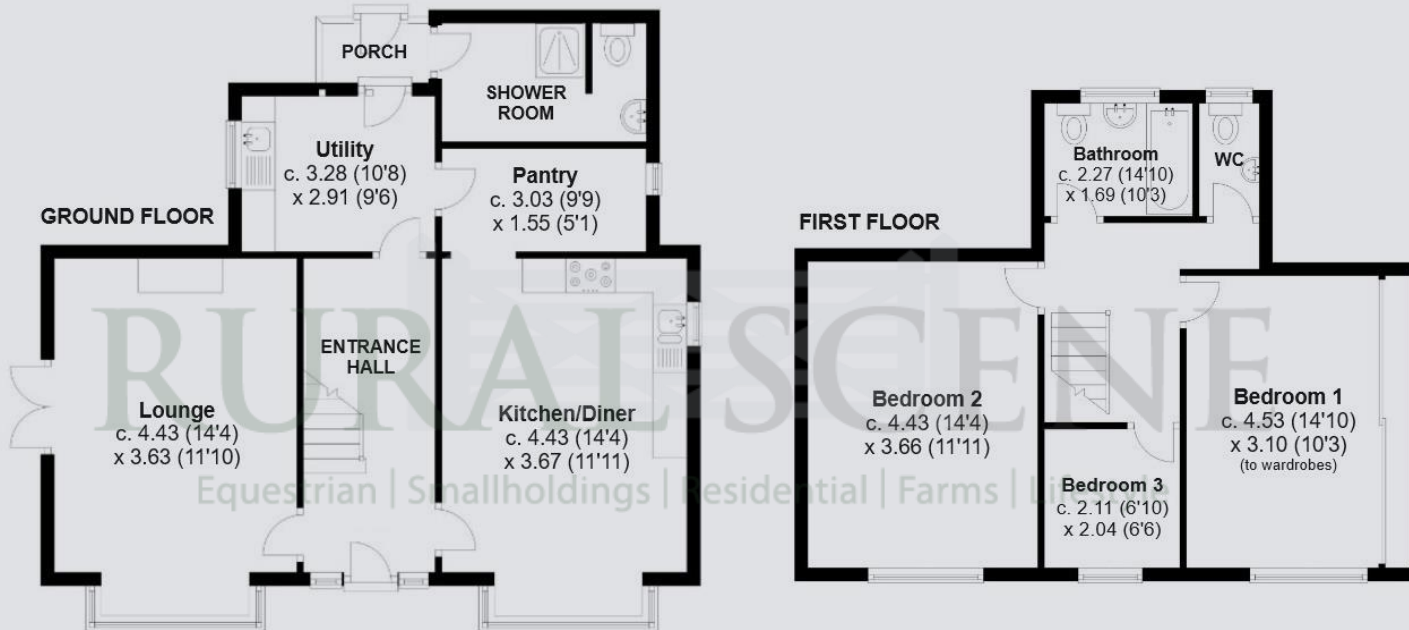 PORCH
SHOWER
ROOM
Utility
c. 3.28 (10'8)
x 2.91 (9'6)
Pantry
c. 3.03 (9'9)
x 1.55 (5'1)
GROUND FLOOR
ENTRANCE
HALL
Lounge
c. 4.43 (14'4)
x 3.63 (11'10)
Kitchen/Diner
c. 4.43 (14'4)
x 3.67 (11'11)
FIRST FLOOR
Bathroom
c. 2.27 (14'10)
x 1.69 (10'3)
WC
Bedroom 2
c. 4.43 (14'4)
x 3.66 (11'11)
Bedroom 1
c. 4.53 (14'10)
x 3.10 (10'3)
(to wardrobes)
Bedroom 3
c. 2.11 (6'10)
x 2.04 (6'6)
RURAL SCENE
Equestrian | Smallholdings | Residential | Farms | Lifestyle